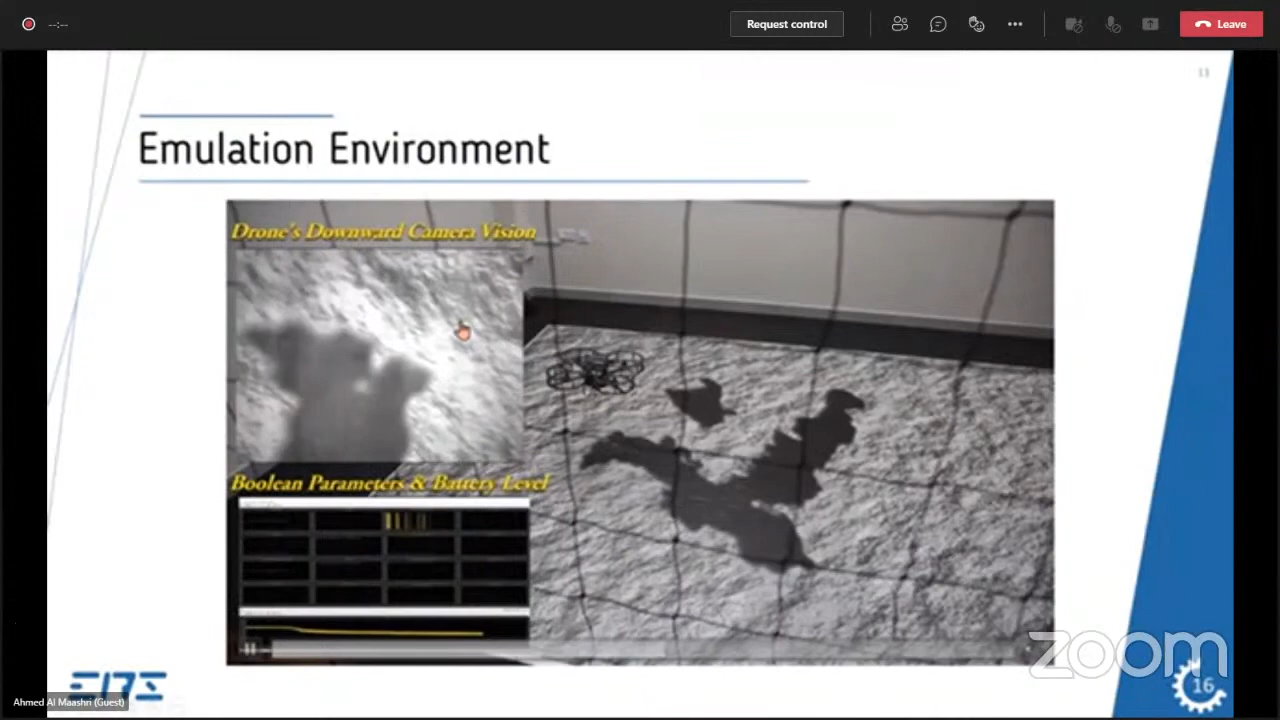 --:--
Request control
Leave
13
Emulation Environment
Drone's Downward Camera Vision
Boolean Parameters & Battery Level
zoom
16
Ahmed Al Maashri (Guest)